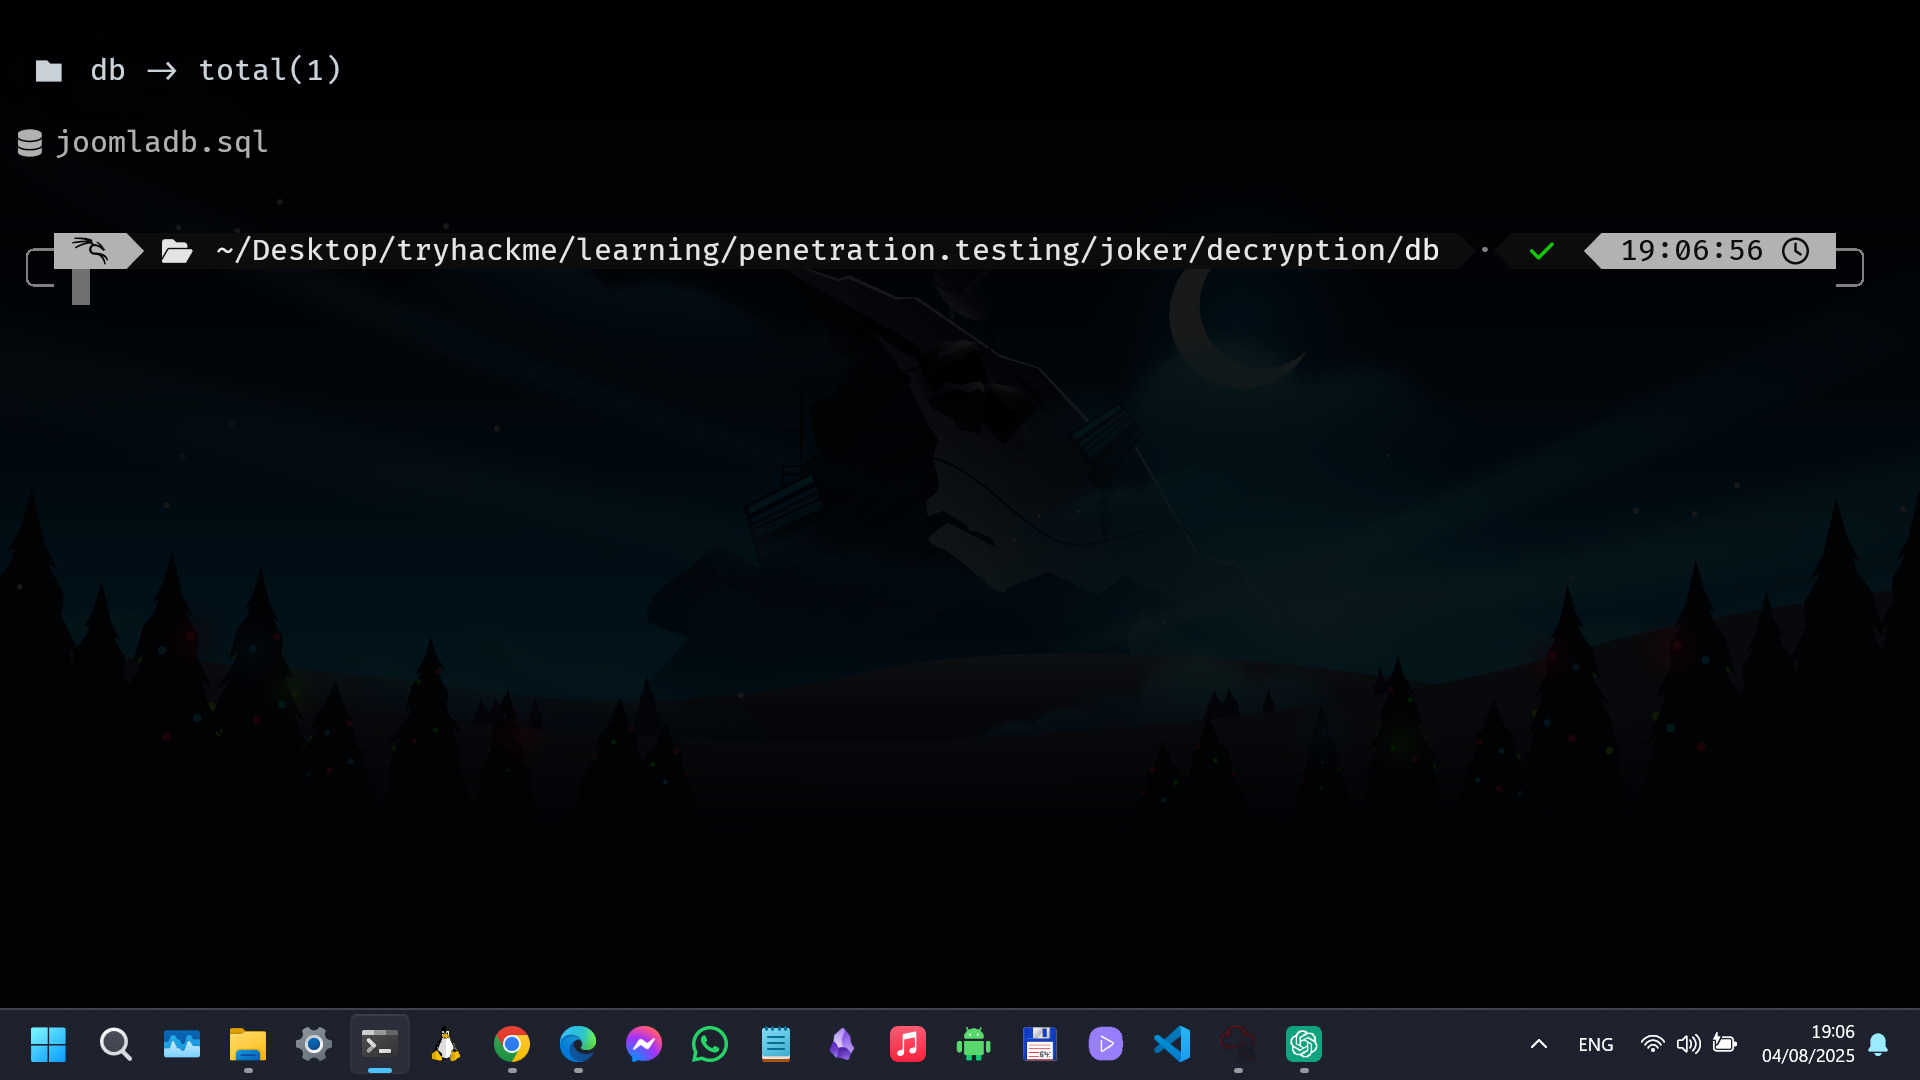 db → total(1)
joomladb.sql
~/Desktop/tryhackme/learning/penetration.testing/joker/decryption/db
19:06:56
64'
ENG
19:06
04/08/2025